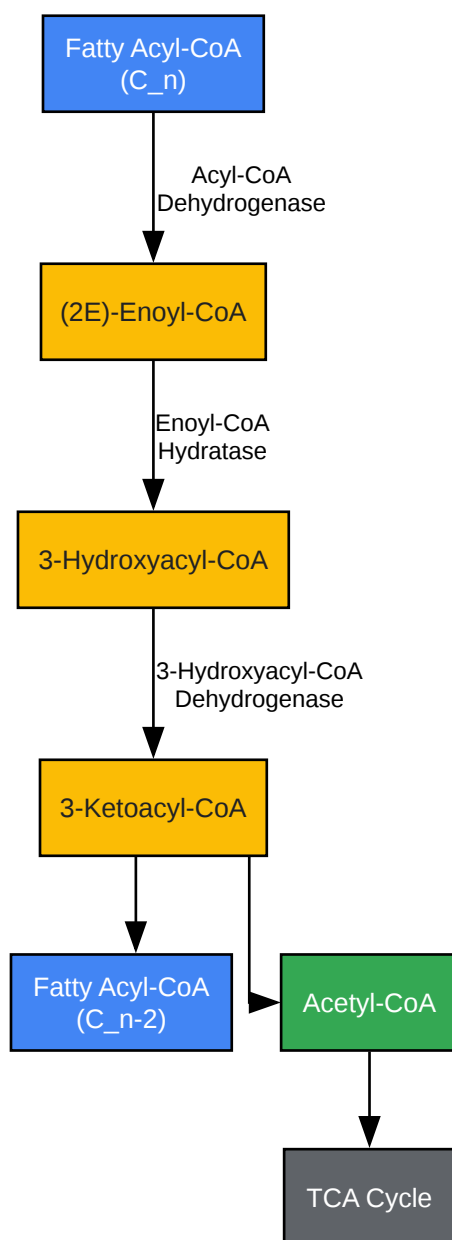 Fatty Acyl-CoA
(C_n)
Acyl-CoA
Dehydrogenase
(2E)-Enoyl-CoA
Enoyl-CoA
Hydratase
3-Hydroxyacyl-CoA
3-Hydroxyacyl-CoA
Dehydrogenase
3-Ketoacyl-CoA
Fatty Acyl-CoA
(C_n-2)
Acetyl-CoA
TCA Cycle